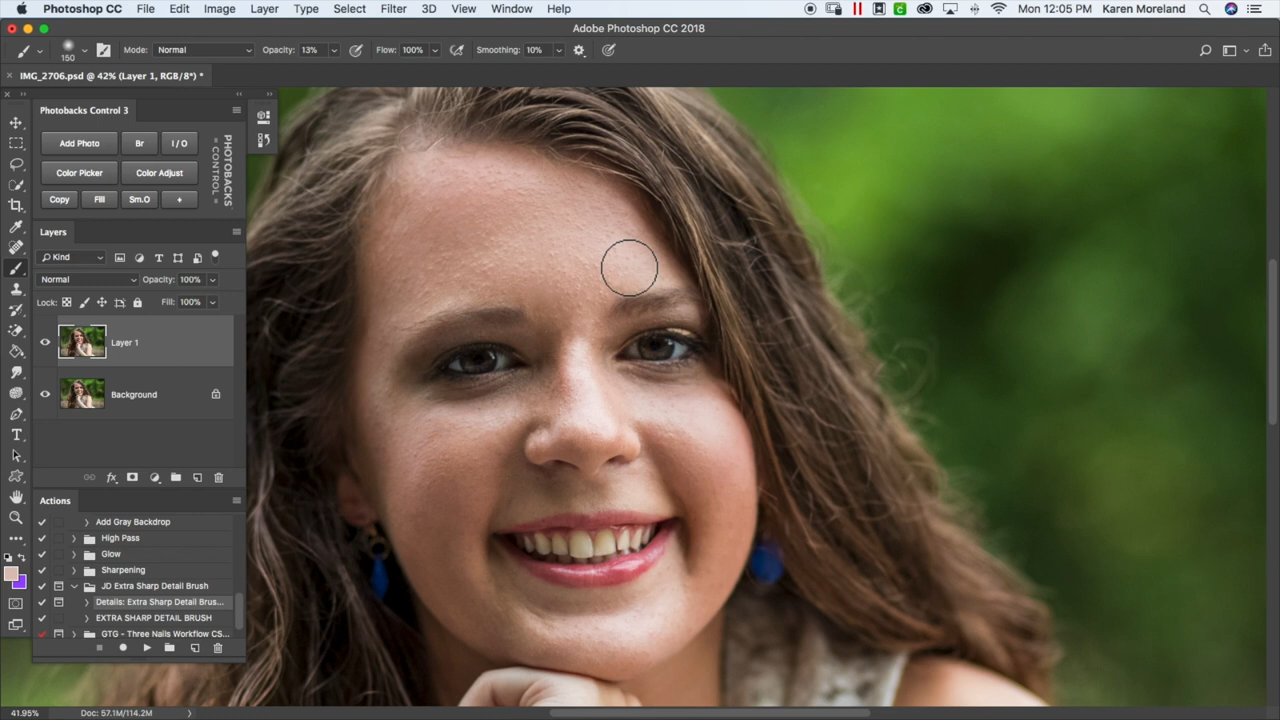 Photoshop CC File Edit Image Layer Type Select Filter 3D View Window Help Mon 12:05 PM Karen Moreland
Adobe Photoshop CC 2018
150 Mode: Normal Opacity: 13% Flow: 100% Smoothing: 10%
IMG_2706.psd @ 42% (Layer 1, RGB/8*) *
Photobacks Control 3
Add Photo Br I / O
Color Picker Color Adjust
Copy Fill Sm.O +
PHOTOBACKS
= CONTROL =
Layers
Kind
Normal Opacity: 100%
Lock: Fill: 100%
Layer 1
Background
Actions
Add Gray Backdrop
High Pass
Glow
Sharpening
JD Extra Sharp Detail Brush
Details: Extra Sharp Detail Brus...
EXTRA SHARP DETAIL BRUSH
GTG - Three Nails Workflow CS...
41.95% Doc: 57.1M/114.2M